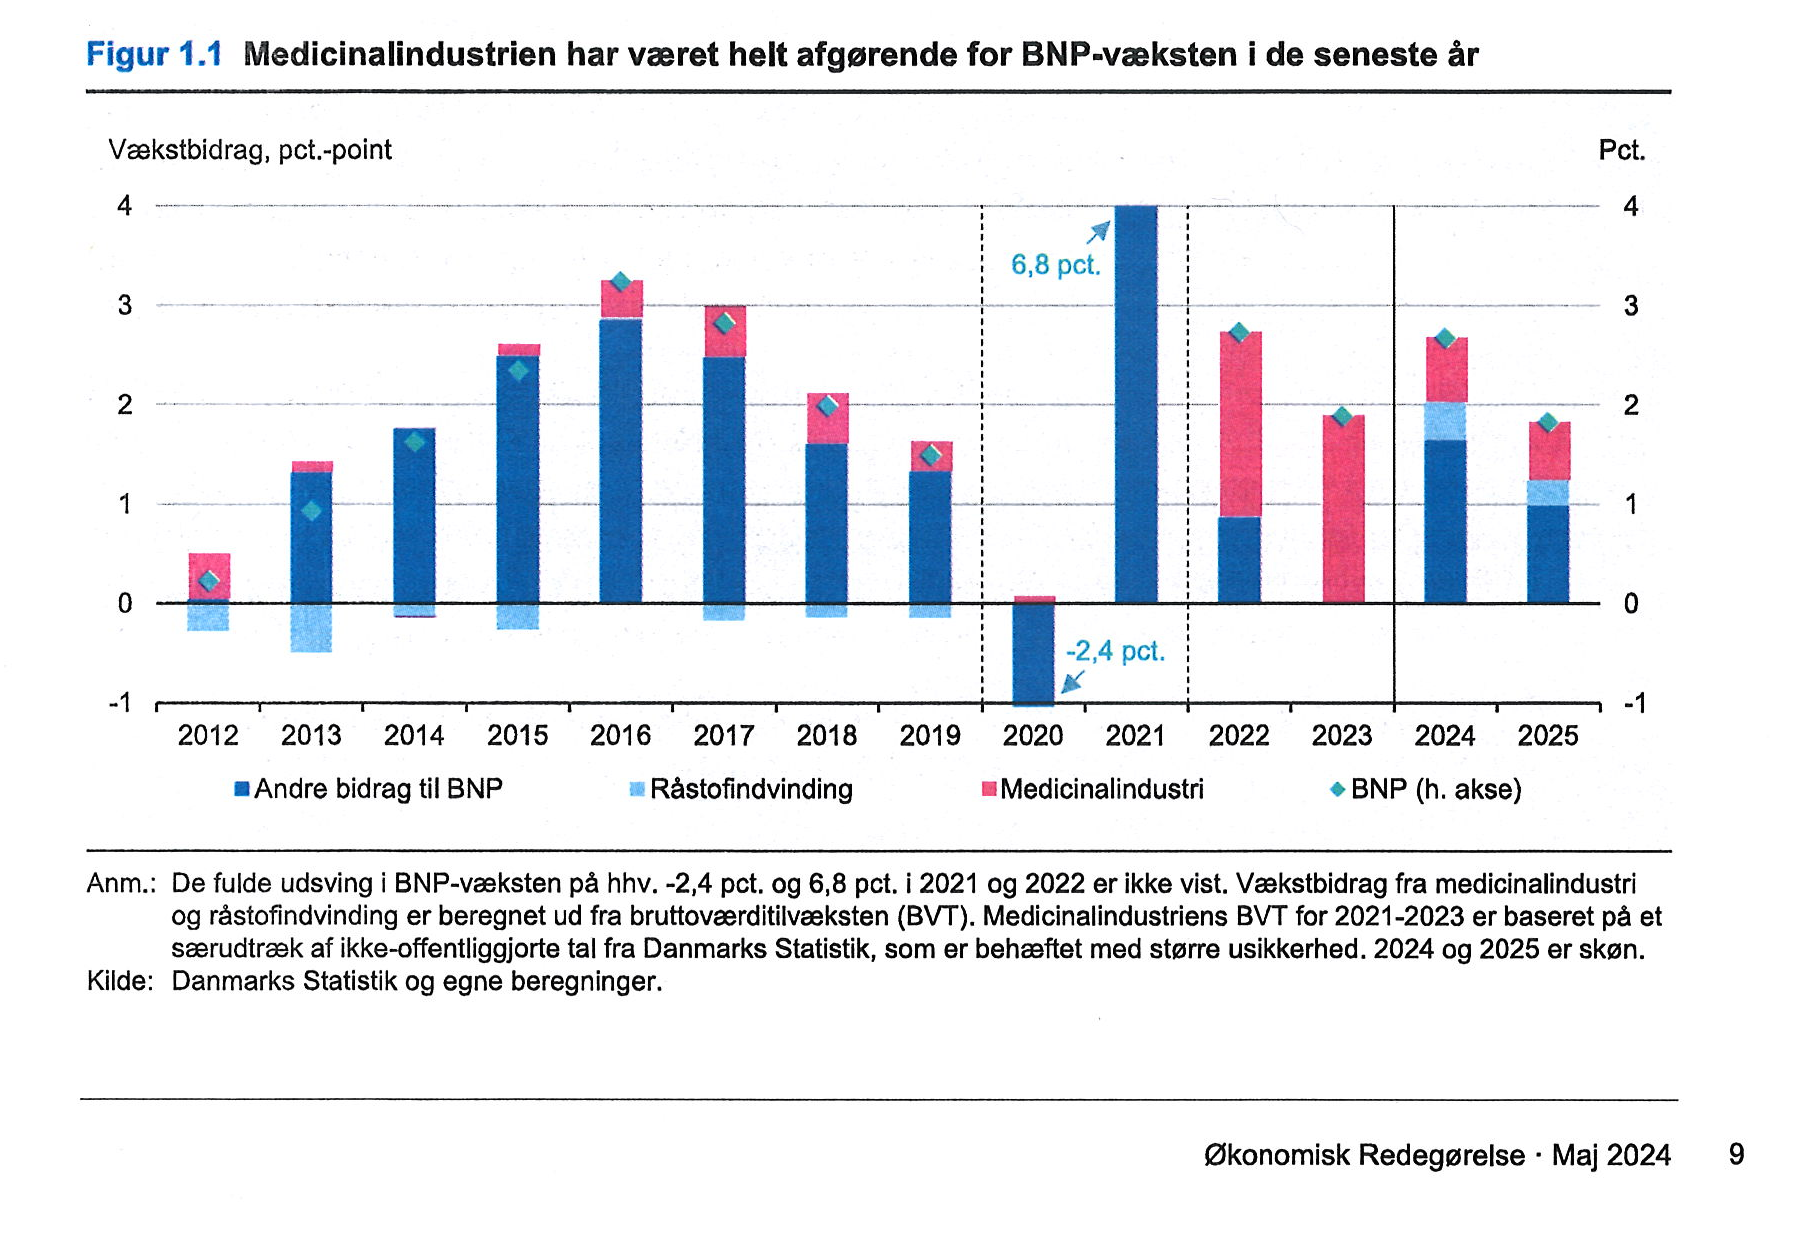 Figur 1.1 Medicinalindustrien har været helt afgørende for BNP-væksten i de seneste år
Vækstbidrag, pct.-point Pct.
4 4
6,8 pct.
3 3
2 2
1 1
0 0
-2,4 pct.
-1 -1
2012 2013 2014 2015 2016 2017 2018 2019 2020 2021 2022 2023 2024 2025
Andre bidrag til BNP Råstofindvinding Medicinalindustri BNP (h. akse)
Anm.: De fulde udsving i BNP-væksten på hhv. -2,4 pct. og 6,8 pct. i 2021 og 2022 er ikke vist. Vækstbidrag fra medicinalindustri
og råstofindvinding er beregnet ud fra bruttoværditilvæksten (BVT). Medicinalindustriens BVT for 2021-2023 er baseret på et
særudtræk af ikke-offentliggjorte tal fra Danmarks Statistik, som er behæftet med større usikkerhed. 2024 og 2025 er skøn.
Kilde: Danmarks Statistik og egne beregninger.
Økonomisk Redegørelse · Maj 2024 9